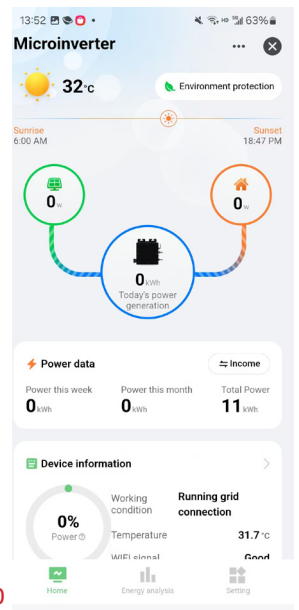 13:52 63%
Microinverter ...
32°C Environment protection
Sunrise Sunset
6:00 AM 18:47 PM
0w 0w
0kWh
Today's power
generation
Power data Income
Power this week Power this month Total Power
0kWh 0kWh 11kWh
Device information
Working condition Running grid connection
0%
Power
Temperature 31.7°C
WIFI signal Good
Home Energy analysis Setting